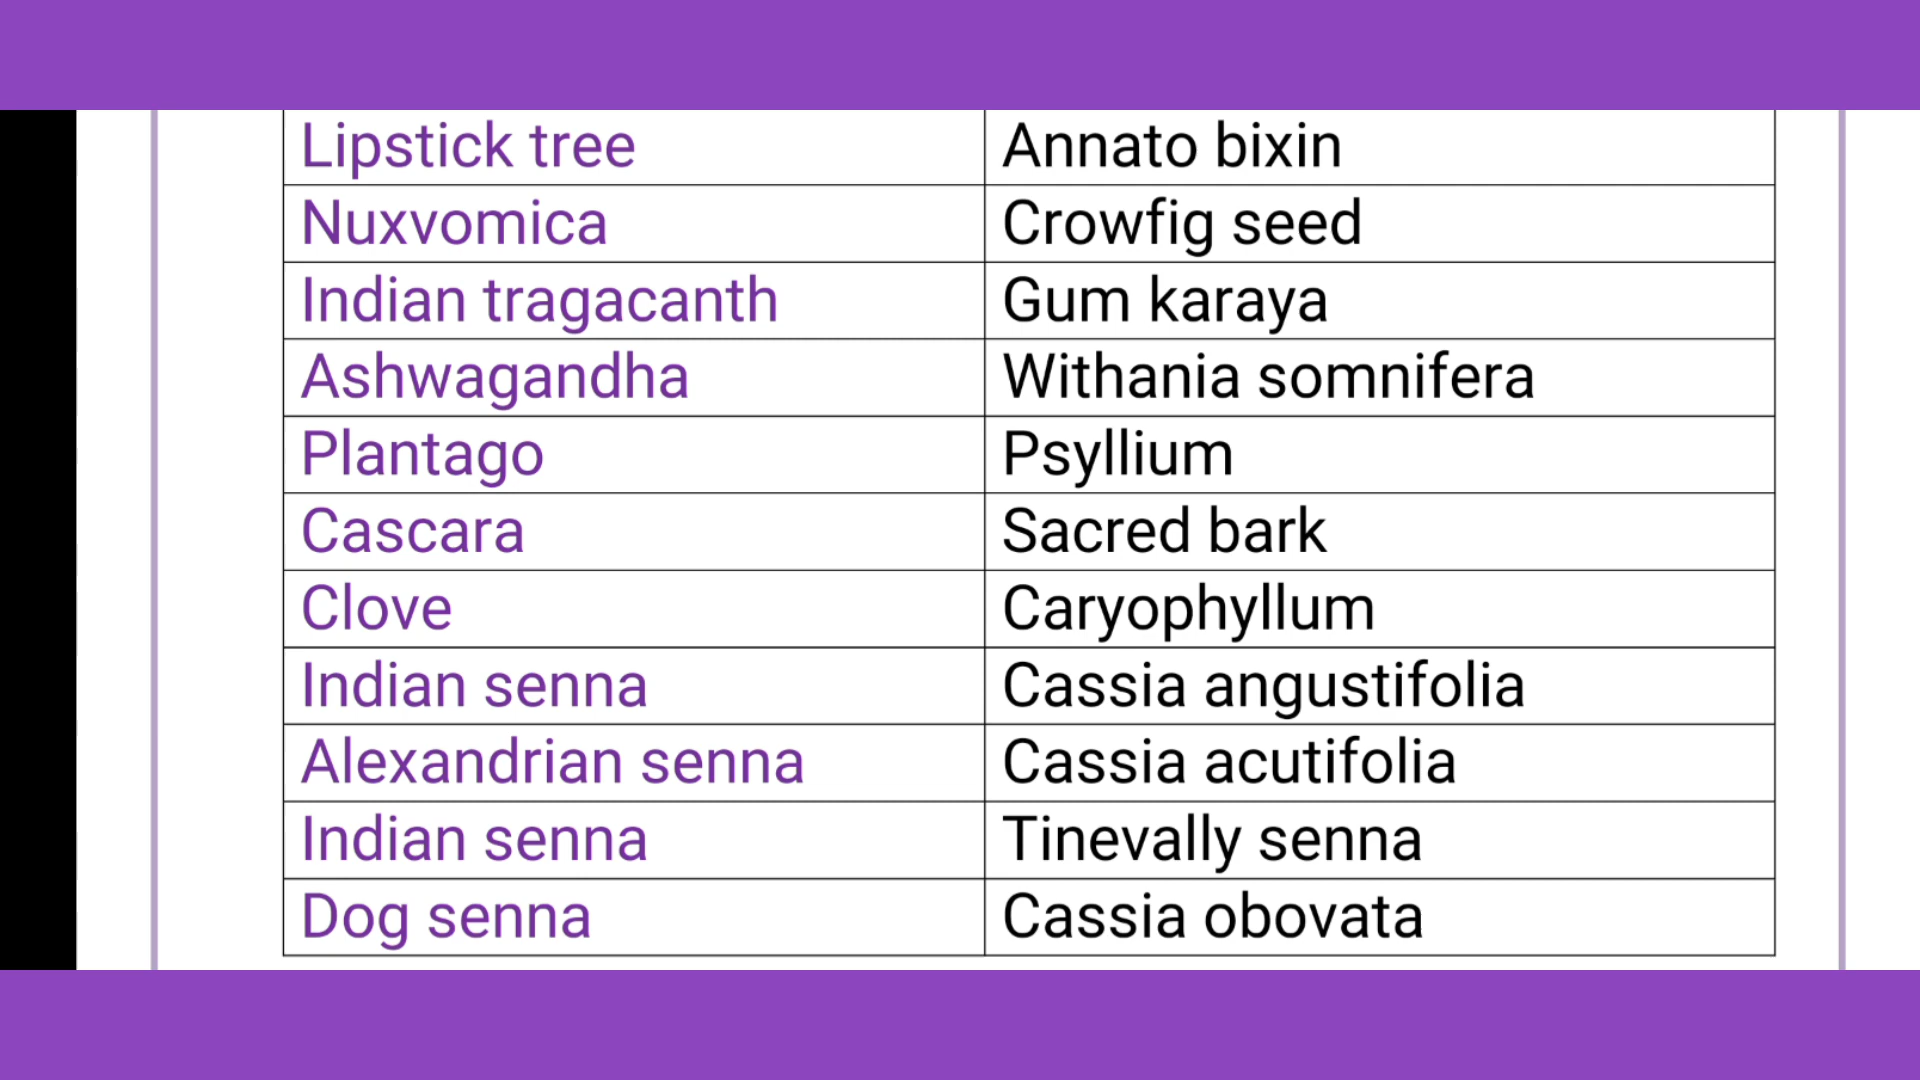 Lipstick tree Annato bixin
Nuxvomica Crowfig seed
Indian tragacanth Gum karaya
Ashwagandha Withania somnifera
Plantago Psyllium
Cascara Sacred bark
Clove Caryophyllum
Indian senna Cassia angustifolia
Alexandrian senna Cassia acutifolia
Indian senna Tinevally senna
Dog senna Cassia obovata